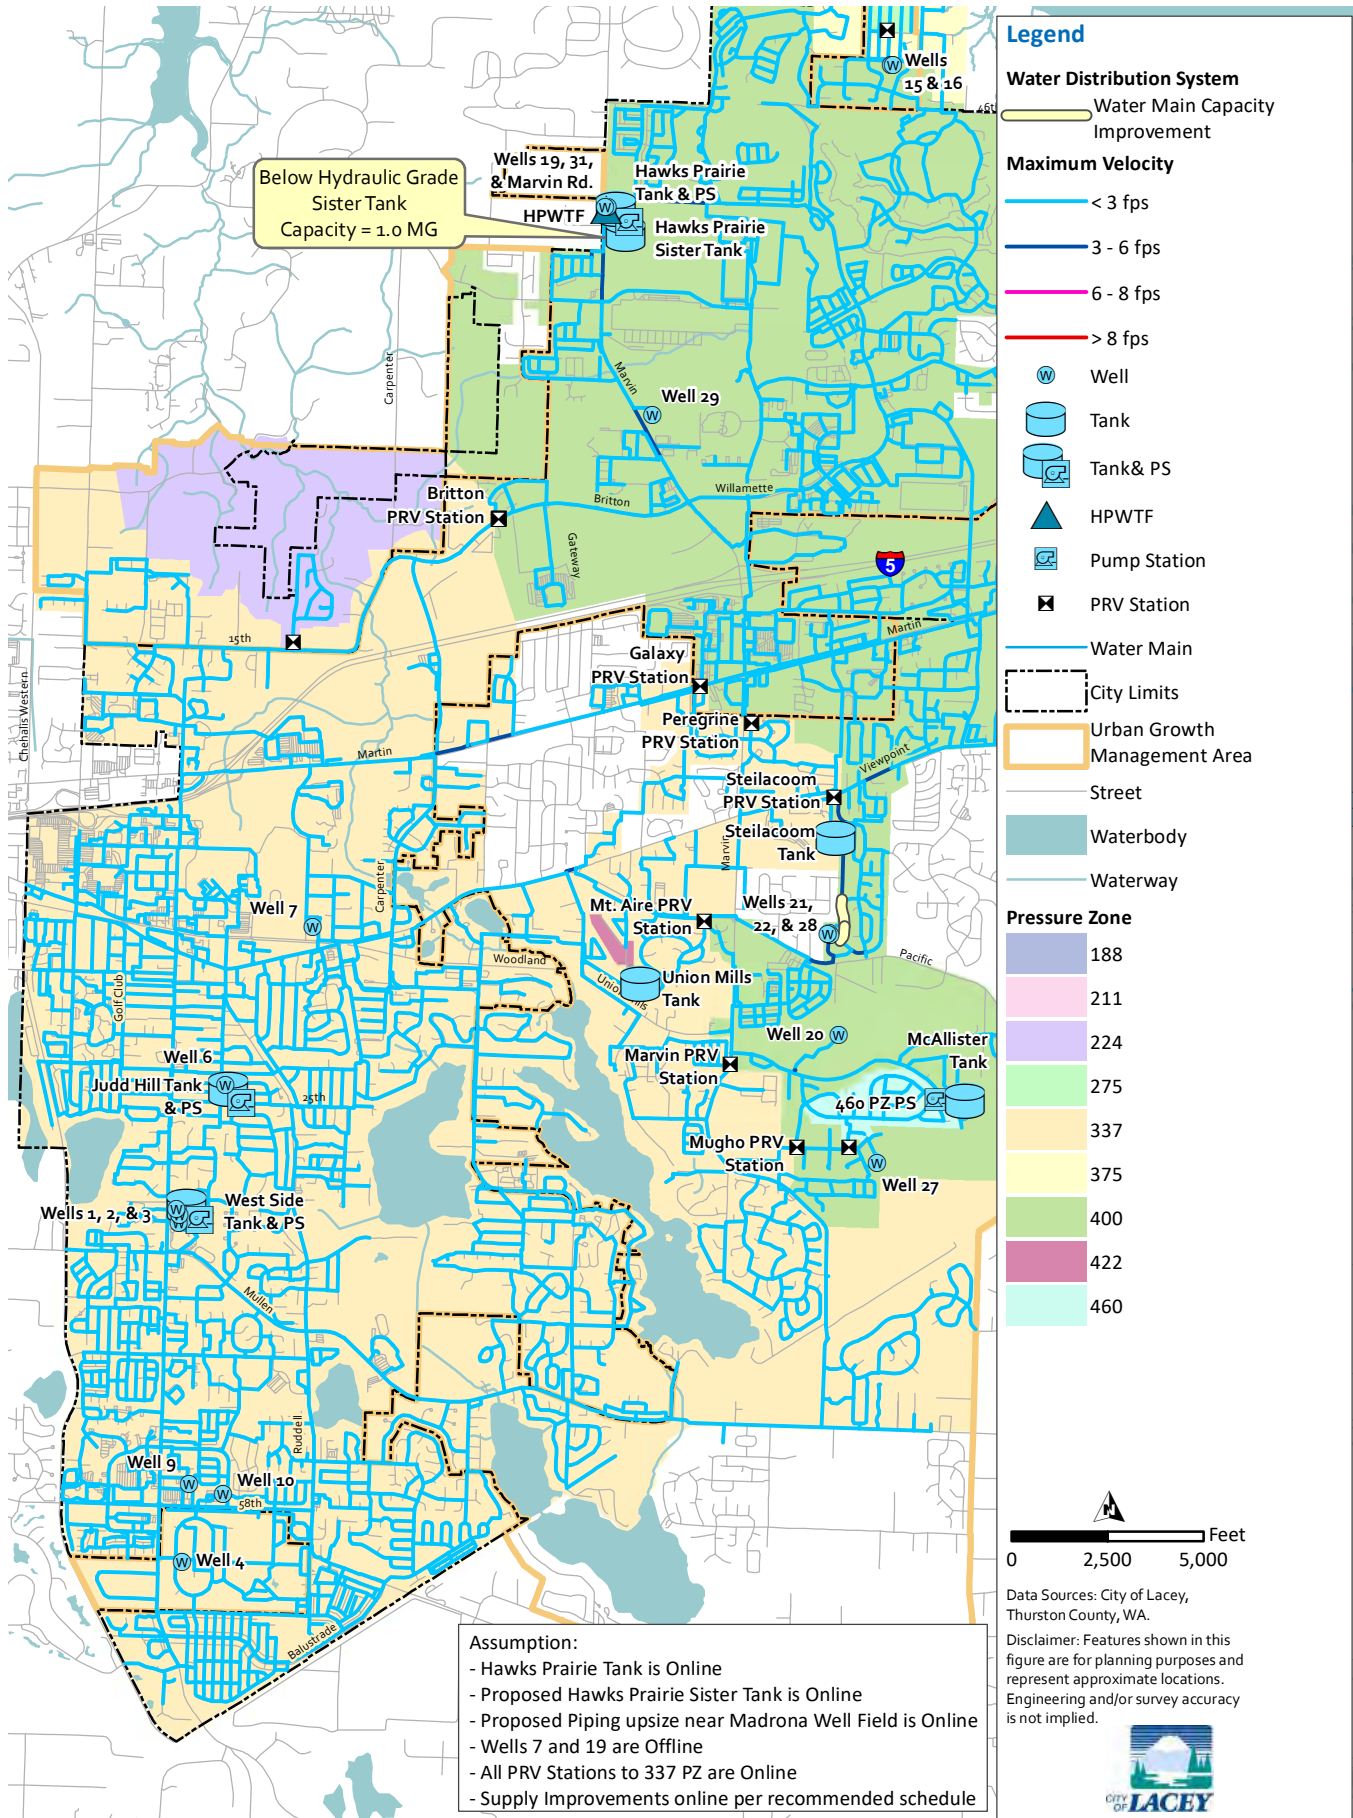 Wells
15 & 16
46th
Wells 19, 31,
& Marvin Rd.
Hawks Prairie
Tank & PS
HPWTF
Hawks Prairie
Sister Tank
Below Hydraulic Grade
Sister Tank
Capacity = 1.0 MG
Carpenter
Marvin
Well 29
Willamette
Britton
Britton
PRV Station
Gateway
5
15th
Martin
Galaxy
PRV Station
Chehalis Western
Peregrine
PRV Station
Martin
Viewpoint
Steilacoom
PRV Station
Steilacoom
Tank
Marvin
Carpenter
Well 7
Mt. Aire PRV
Station
Wells 21,
22, & 28
Pacific
Woodland
Union Mills
Union Mills
Tank
Golf Club
Well 20
McAllister
Tank
Well 6
Judd Hill Tank
& PS
25th
Marvin PRV
Station
460 PZ PS
Mugho PRV
Station
Well 27
Wells 1, 2, & 3
West Side
Tank & PS
Mullen
Ruddell
Well 9
Well 10
58th
Well 4
Balustrade
Assumption:
- Hawks Prairie Tank is Online
- Proposed Hawks Prairie Sister Tank is Online
- Proposed Piping upsize near Madrona Well Field is Online
- Wells 7 and 19 are Offline
- All PRV Stations to 337 PZ are Online
- Supply Improvements online per recommended schedule
Legend
Water Distribution System
Water Main Capacity
Improvement
Maximum Velocity
< 3 fps
3 - 6 fps
6 - 8 fps
> 8 fps
W
Well
Tank
Tank& PS
HPWTF
Pump Station
PRV Station
Water Main
City Limits
Urban Growth
Management Area
Street
Waterbody
Waterway
Pressure Zone
188
211
224
275
337
375
400
422
460
N
Feet
0 2,500 5,000
Data Sources: City of Lacey,
Thurston County, WA.
Disclaimer: Features shown in this
figure are for planning purposes and
represent approximate locations.
Engineering and/or survey accuracy
is not implied.
CITY
OF LACEY